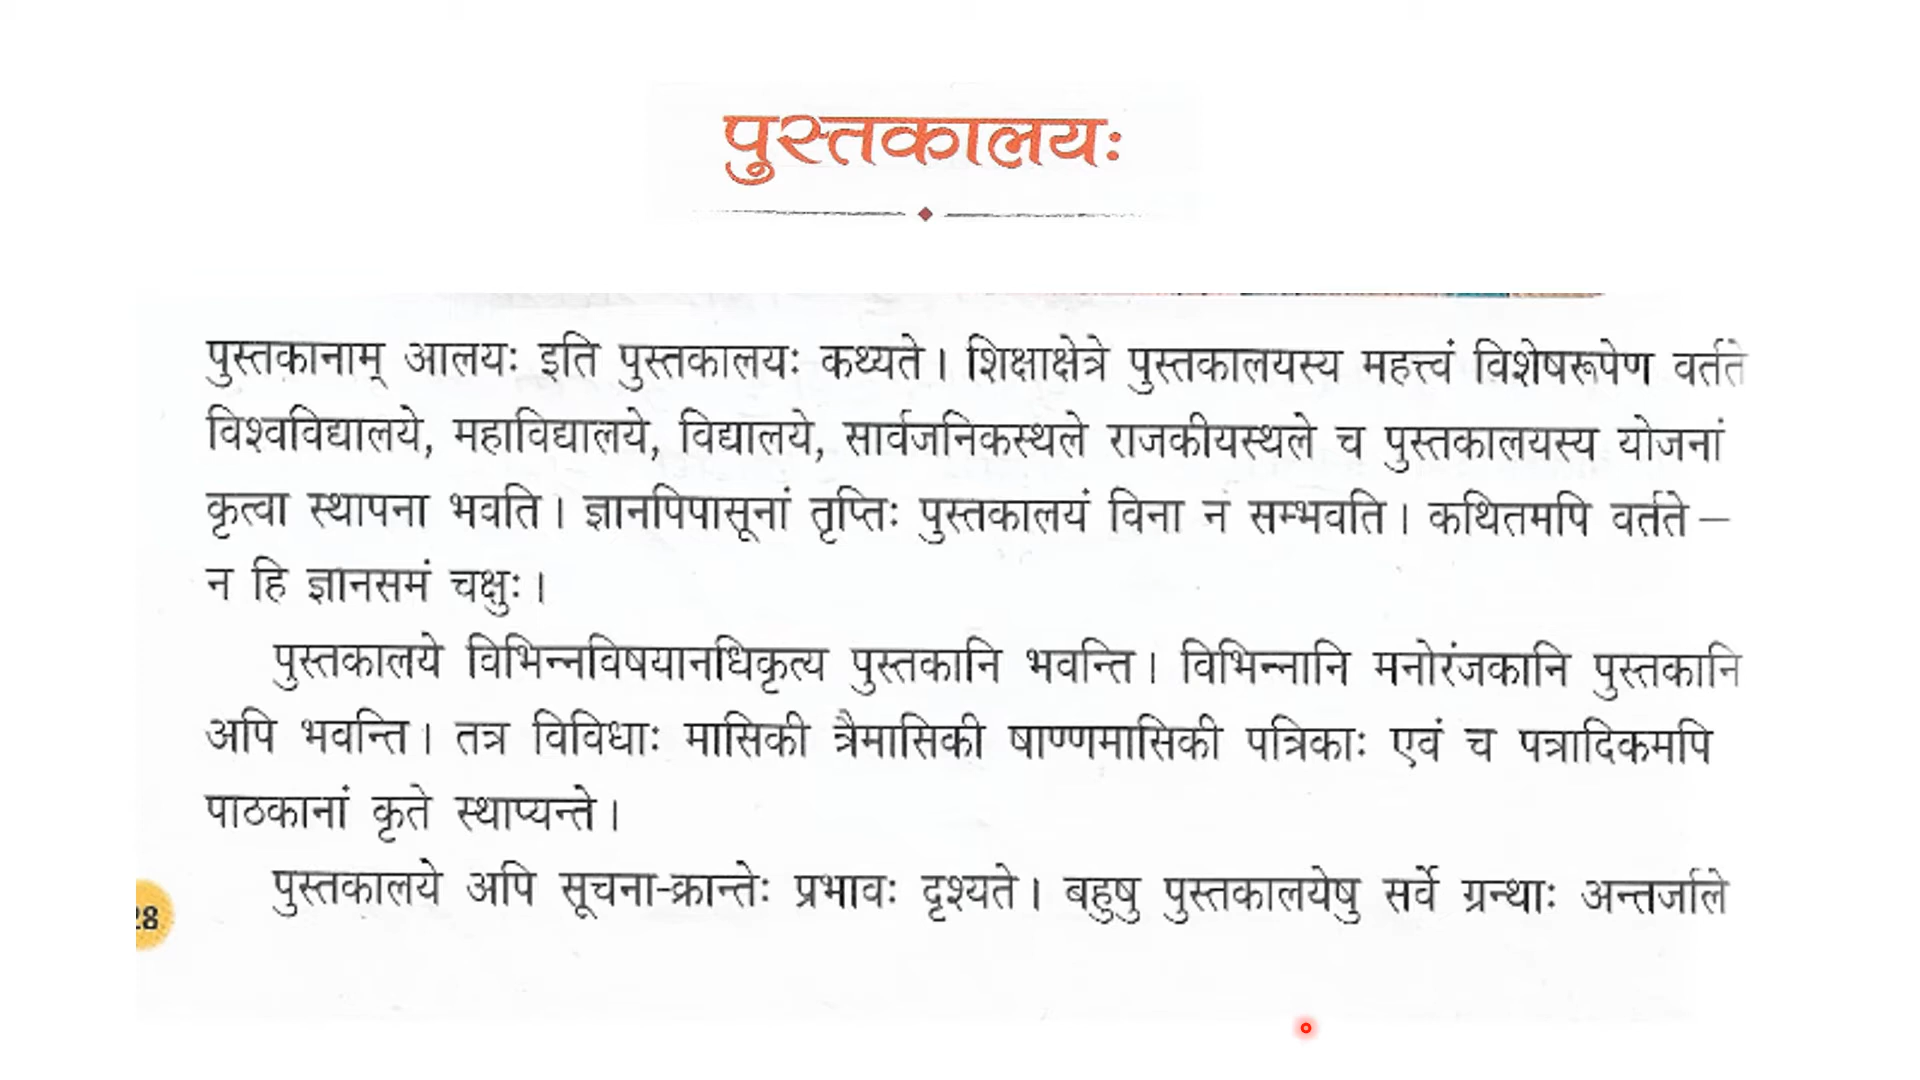 पुस्तकालयः
पुस्तकानाम् आलयः इति पुस्तकालयः कथ्यते। शिक्षाक्षेत्रे पुस्तकालयस्य महत्त्वं विशेषरूपेण वर्तते
विश्वविद्यालये, महाविद्यालये, विद्यालये, सार्वजनिकस्थले राजकीयस्थले च पुस्तकालयस्य योजनां
कृत्वा स्थापना भवति। ज्ञानपिपासूनां तृप्तिः पुस्तकालयं विना न सम्भवति। कथितमपि वर्तते –
न हि ज्ञानसमं चक्षुः।
पुस्तकालये विभिन्नविषयानधिकृत्य पुस्तकानि भवन्ति। विभिन्नानि मनोरंजकानि पुस्तकानि
अपि भवन्ति। तत्र विविधाः मासिकी त्रैमासिकी षाण्णमासिकी पत्रिकाः एवं च पत्रादिकमपि
पाठकानां कृते स्थाप्यन्ते।
पुस्तकालये अपि सूचना-क्रान्तेः प्रभावः दृश्यते। बहुषु पुस्तकालयेषु सर्वे ग्रन्थाः अन्तर्जाले
28